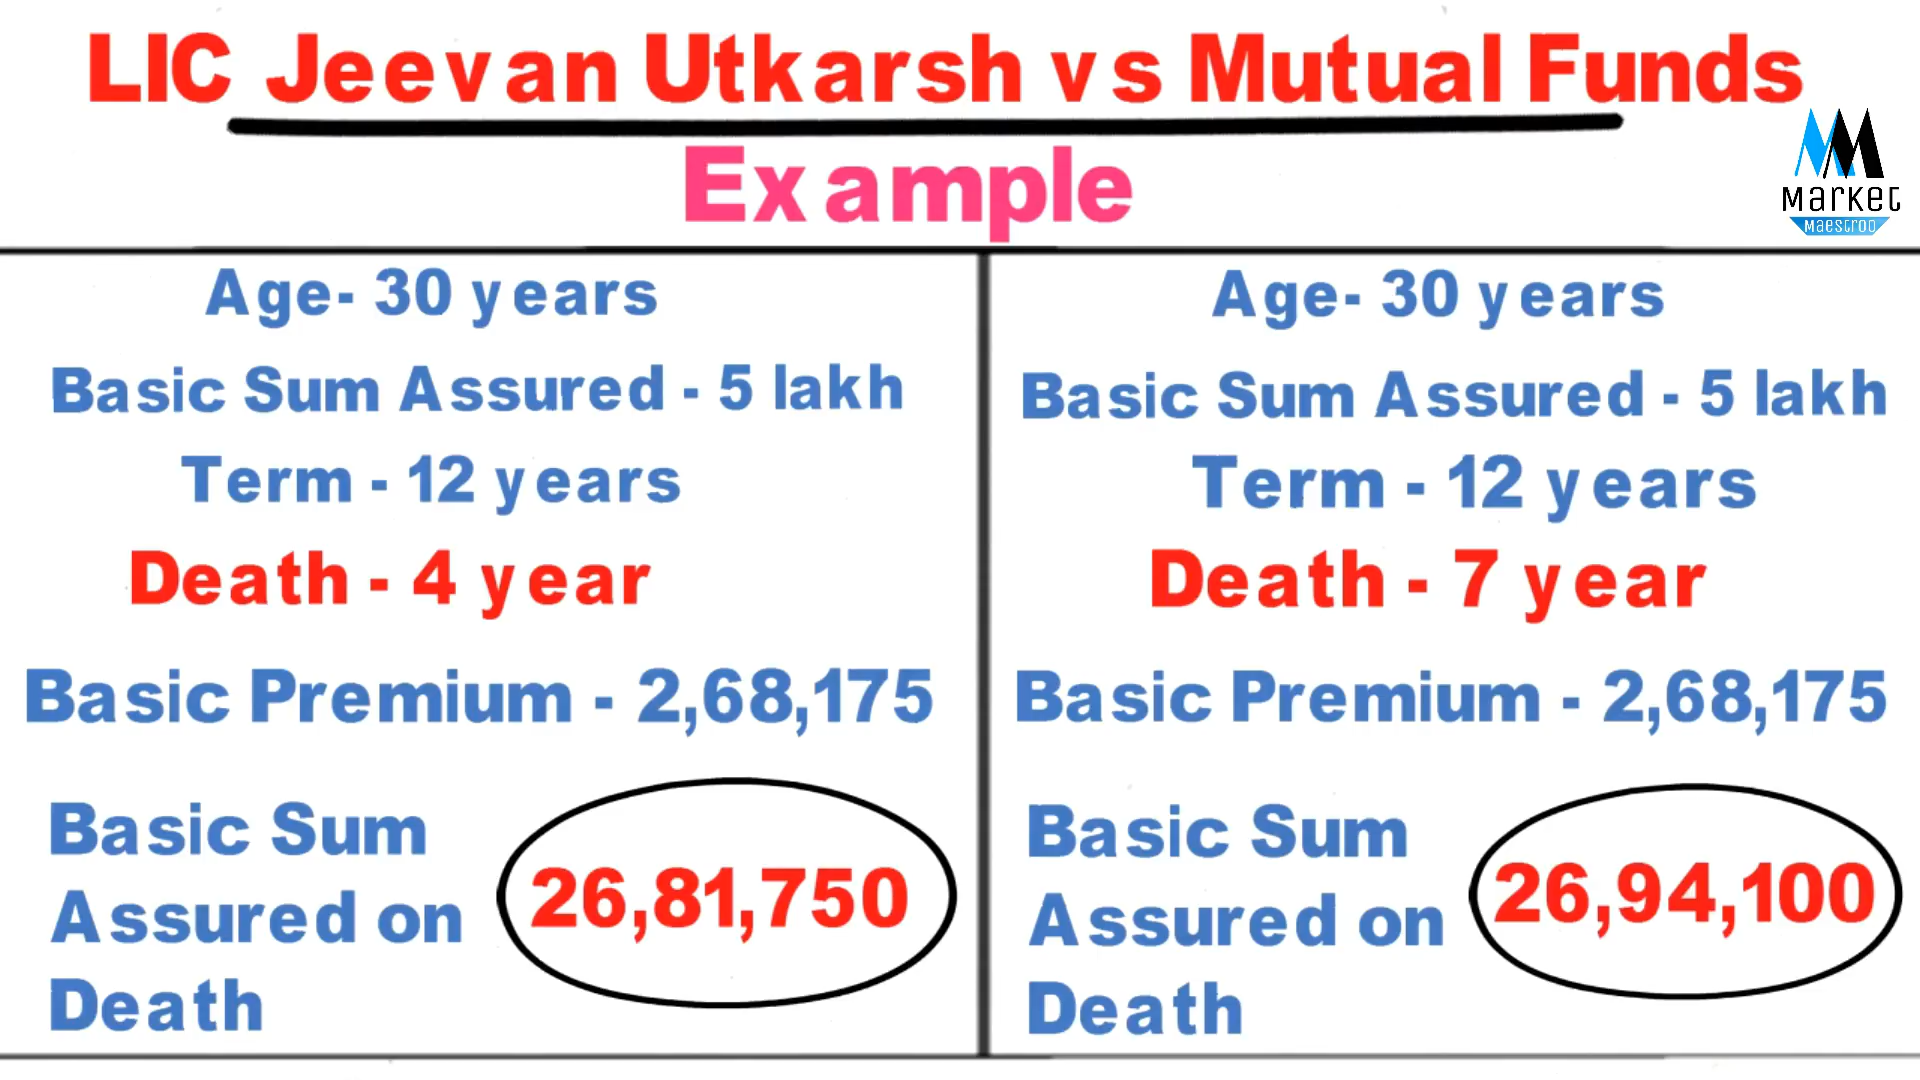 LIC Jeevan Utkarsh vs Mutual Funds
Example
Market
Maestroo
Age- 30 years
Basic Sum Assured - 5 lakh
Term - 12 years
Death - 4 year
Basic Premium - 2,68,175
Basic Sum
Assured on
Death
26,81,750
Age- 30 years
Basic Sum Assured - 5 lakh
Term - 12 years
Death - 7 year
Basic Premium - 2,68,175
Basic Sum
Assured on
Death
26,94,100